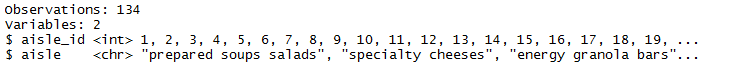 Observations: 134
Variables: 2
$ aisle_id <int> 1, 2, 3, 4, 5, 6, 7, 8, 9, 10, 11, 12, 13, 14, 15, 16, 17, 18, 19, ...
$ aisle    <chr> "prepared soups salads", "specialty cheeses", "energy granola bars"...